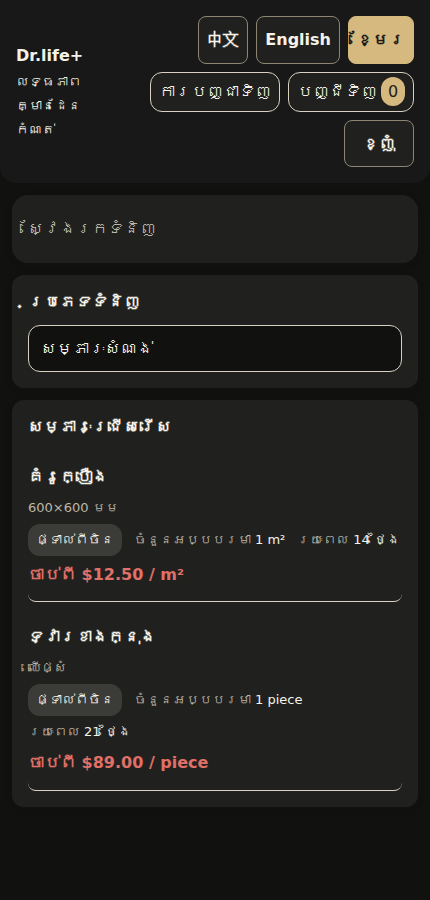 Dr.life+
លទ្ធភាព
គ្មានដែន
កំណត់
中文
English
ខ្មែរ
ការបញ្ជាទិញ
បញ្ជីទិញ 0
ខ្ញុំ
ស្វែងរកទំនិញ
ប្រភេទទំនិញ
សម្ភារៈសំណង់
សម្ភារៈជ្រើសរើស
គំរូក្បឿង
600×600 មម
ផ្ទាល់ពីចិន ចំនួនអប្បបរមា 1 m² រយៈពេល 14 ថ្ងៃ
ចាប់ពី $12.50 / m²
ទ្វារខាងក្នុង
ឈើផ្សំ
ផ្ទាល់ពីចិន ចំនួនអប្បបរមា 1 piece
រយៈពេល 21 ថ្ងៃ
ចាប់ពី $89.00 / piece